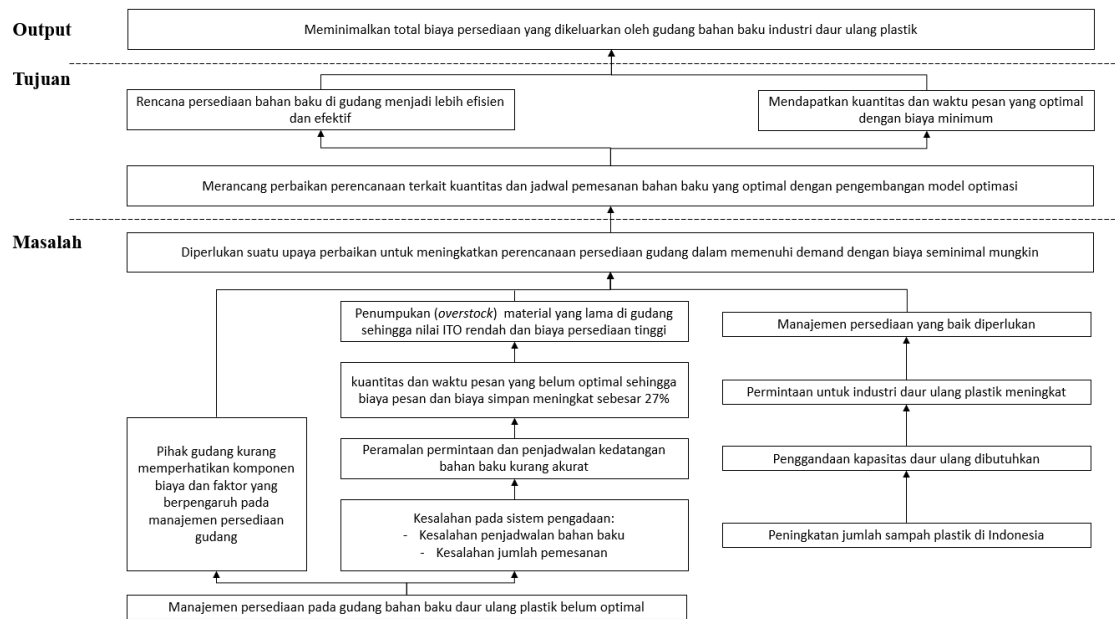 Output
Meminimalkan total biaya persediaan yang dikeluarkan oleh gudang bahan baku industri daur ulang plastik
Tujuan
Rencana persediaan bahan baku di gudang menjadi lebih efisien
dan efektif
Mendapatkan kuantitas dan waktu pesan yang optimal
dengan biaya minimum
Merancang perbaikan perencanaan terkait kuantitas dan jadwal pemesanan bahan baku yang optimal dengan pengembangan model optimasi
Masalah
Diperlukan suatu upaya perbaikan untuk meningkatkan perencanaan persediaan gudang dalam memenuhi demand dengan biaya seminimal mungkin
Penumpukan (overstock) material yang lama di gudang
sehingga nilai ITO rendah dan biaya persediaan tinggi
Manajemen persediaan yang baik diperlukan
kuantitas dan waktu pesan yang belum optimal sehingga
biaya pesan dan biaya simpan meningkat sebesar 27%
Permintaan untuk industri daur ulang plastik meningkat
Pihak gudang kurang
memperhatikan komponen
biaya dan faktor yang
berpengaruh pada
manajemen persediaan
gudang
Peramalan permintaan dan penjadwalan kedatangan
bahan baku kurang akurat
Penggandaan kapasitas daur ulang dibutuhkan
Kesalahan pada sistem pengadaan:
- Kesalahan penjadwalan bahan baku
- Kesalahan jumlah pemesanan
Peningkatan jumlah sampah plastik di Indonesia
Manajemen persediaan pada gudang bahan baku daur ulang plastik belum optimal